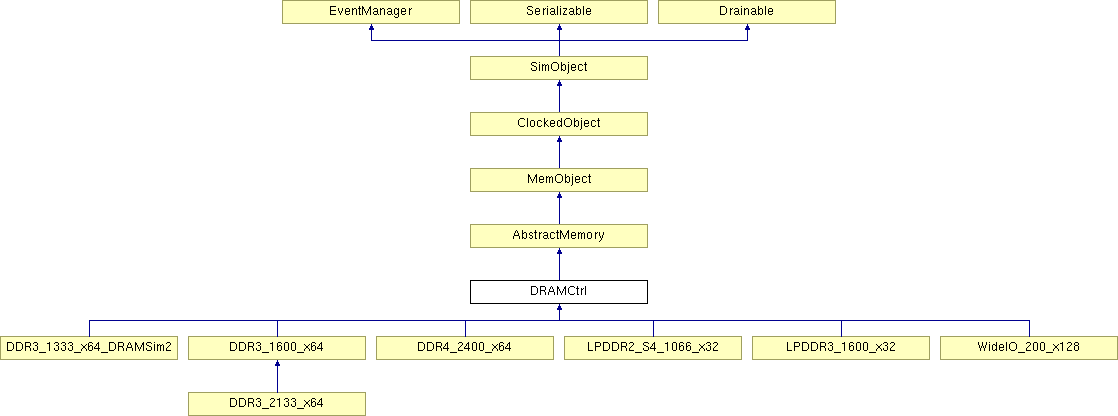 EventManager
Serializable
Drainable
SimObject
ClockedObject
MemObject
AbstractMemory
DRAMCtrl
DDR3_1333_x64_DRAMSim2
DDR3_1600_x64
DDR4_2400_x64
LPDDR2_S4_1066_x32
LPDDR3_1600_x32
WideIO_200_x128
DDR3_2133_x64